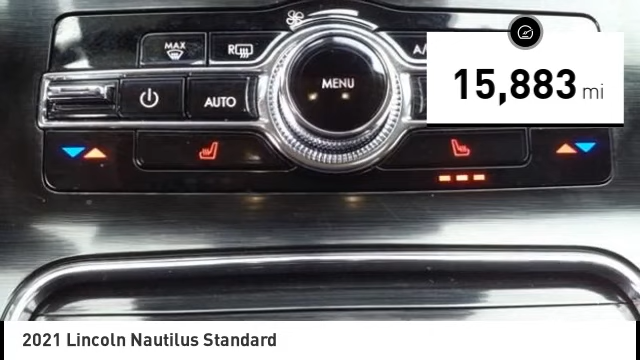 MAX
R
A/
MENU
15,883 mi
AUTO
2021 Lincoln Nautilus Standard